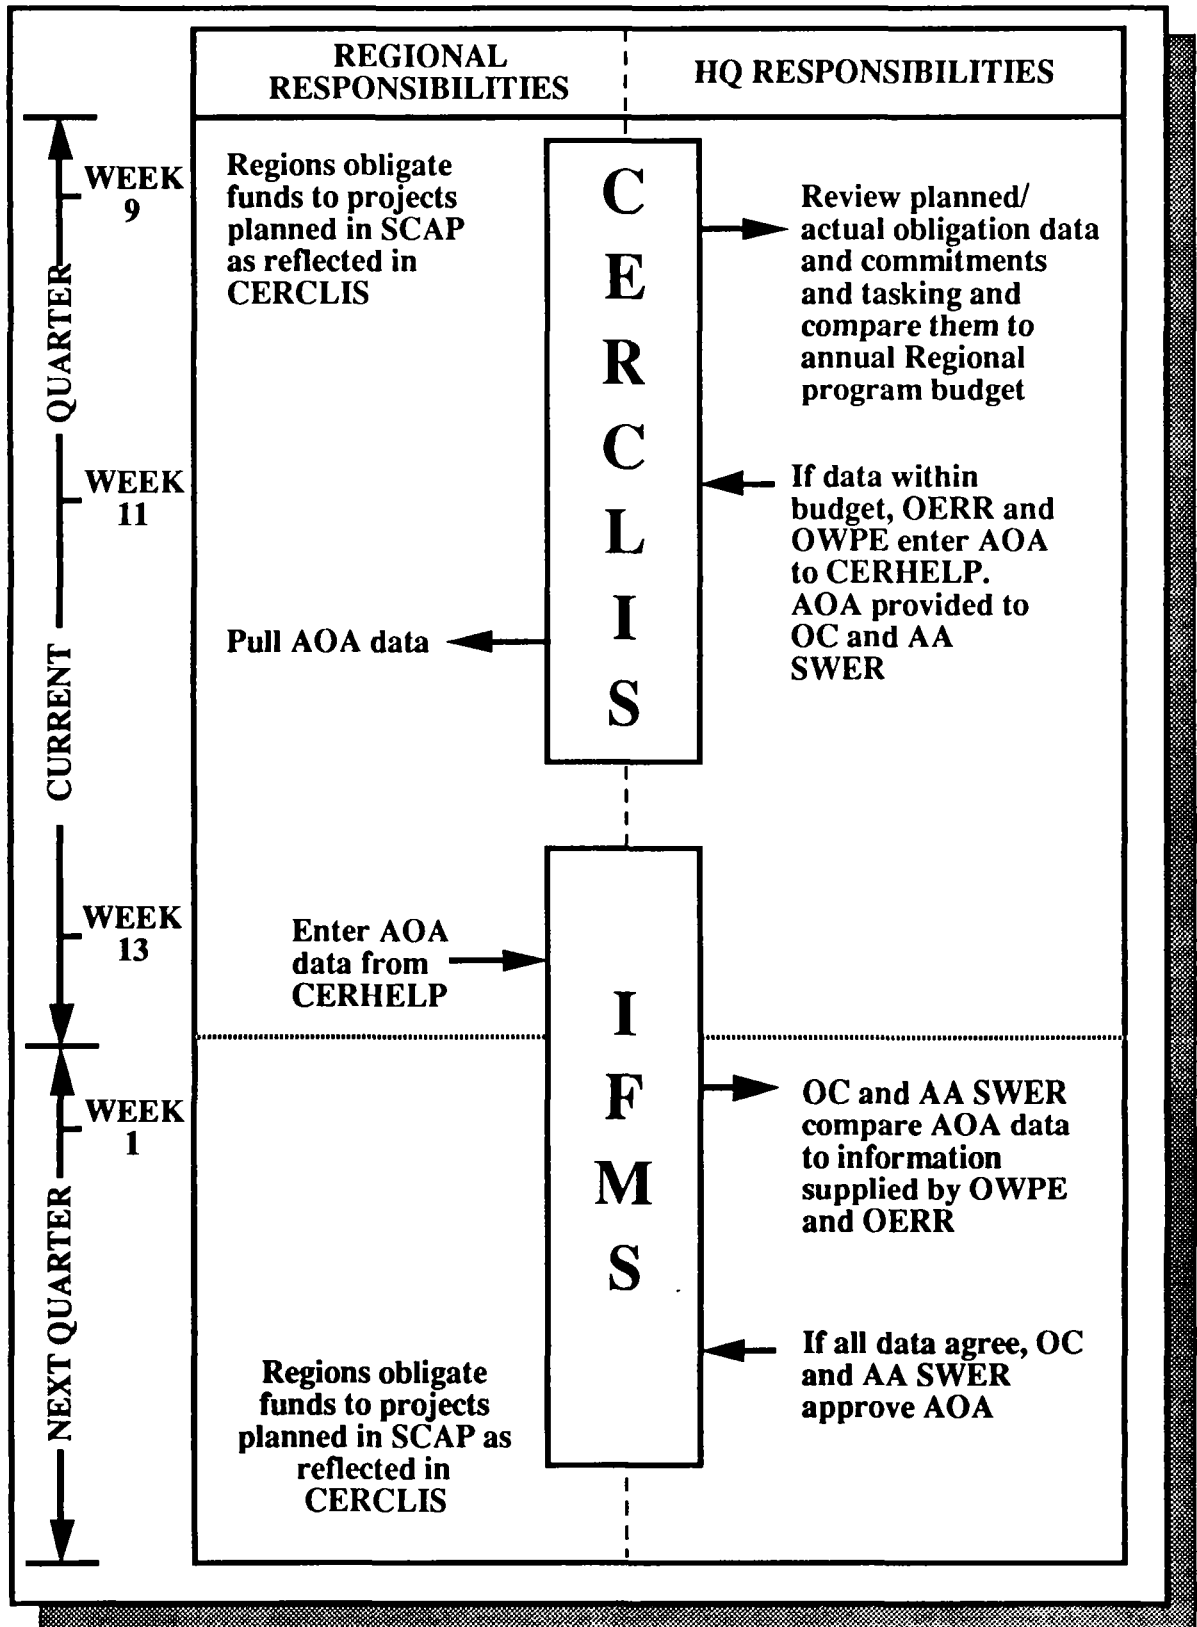 REGIONAL
RESPONSIBILITIES
HQ RESPONSIBILITIES
CURRENT QUARTER
WEEK
9
Regions obligate
funds to projects
planned in SCAP
as reflected in
CERCLIS
CERCLIS
Review planned/
actual obligation data
and commitments
and tasking and
compare them to
annual Regional
program budget
WEEK
11
If data within
budget, OERR and
OWPE enter AOA
to CERHELP.
AOA provided to
OC and AA
SWER
Pull AOA data
WEEK
13
Enter AOA
data from
CERHELP
IFMS
NEXT QUARTER
WEEK
1
OC and AA SWER
compare AOA data
to information
supplied by OWPE
and OERR
If all data agree, OC
and AA SWER
approve AOA
Regions obligate
funds to projects
planned in SCAP as
reflected in
CERCLIS